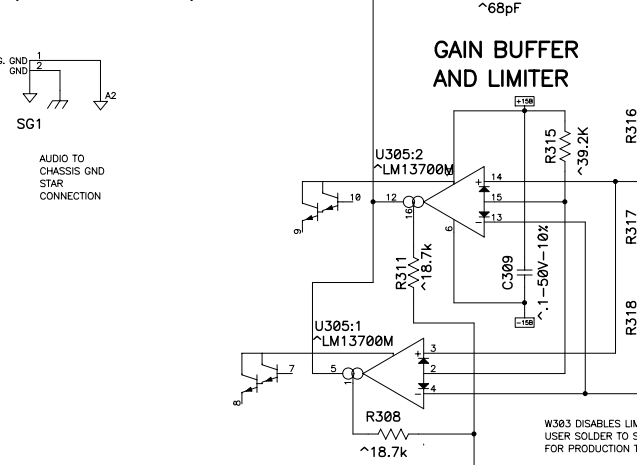 ^68pF
GAIN BUFFER
AND LIMITER
GND 1
GND 2
A2
SG1
AUDIO TO
CHASSIS GND
STAR
CONNECTION
+15B
R315
^39.2K
R316
U305:2
^LM13700M
14
12
16
15
13
10
9
6
R317
R311
^18.7k
C309
^.1-50V-10%
-15B
R318
U305:1
^LM13700M
3
5
1
2
4
7
8
R308
^18.7k
W303 DISABLES
USER SOLDER TO
FOR PRODUCTION